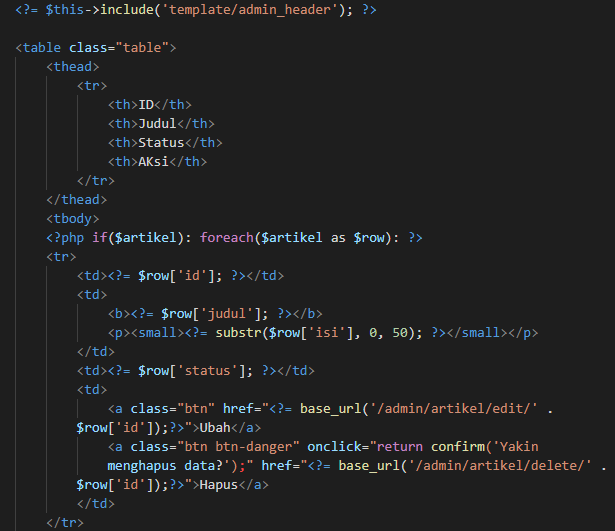 <?= $this->include('template/admin_header'); ?>
<table class="table">
<thead>
<tr>
<th>ID</th>
<th>Judul</th>
<th>Status</th>
<th>AKsi</th>
</tr>
</thead>
<tbody>
<?php if($artikel): foreach($artikel as $row): ?>
<tr>
<td><?= $row['id']; ?></td>
<td>
<b><?= $row['judul']; ?></b>
<p><small><?= substr($row['isi'], 0, 50); ?></small></p>
</td>
<td><?= $row['status']; ?></td>
<td>
<a class="btn" href="<?= base_url('/admin/artikel/edit/' .
$row['id']);?>">Ubah</a>
<a class="btn btn-danger" onclick="return confirm('Yakin
menghapus data?');" href="<?= base_url('/admin/artikel/delete/' .
$row['id']);?>">Hapus</a>
</td>
</tr>